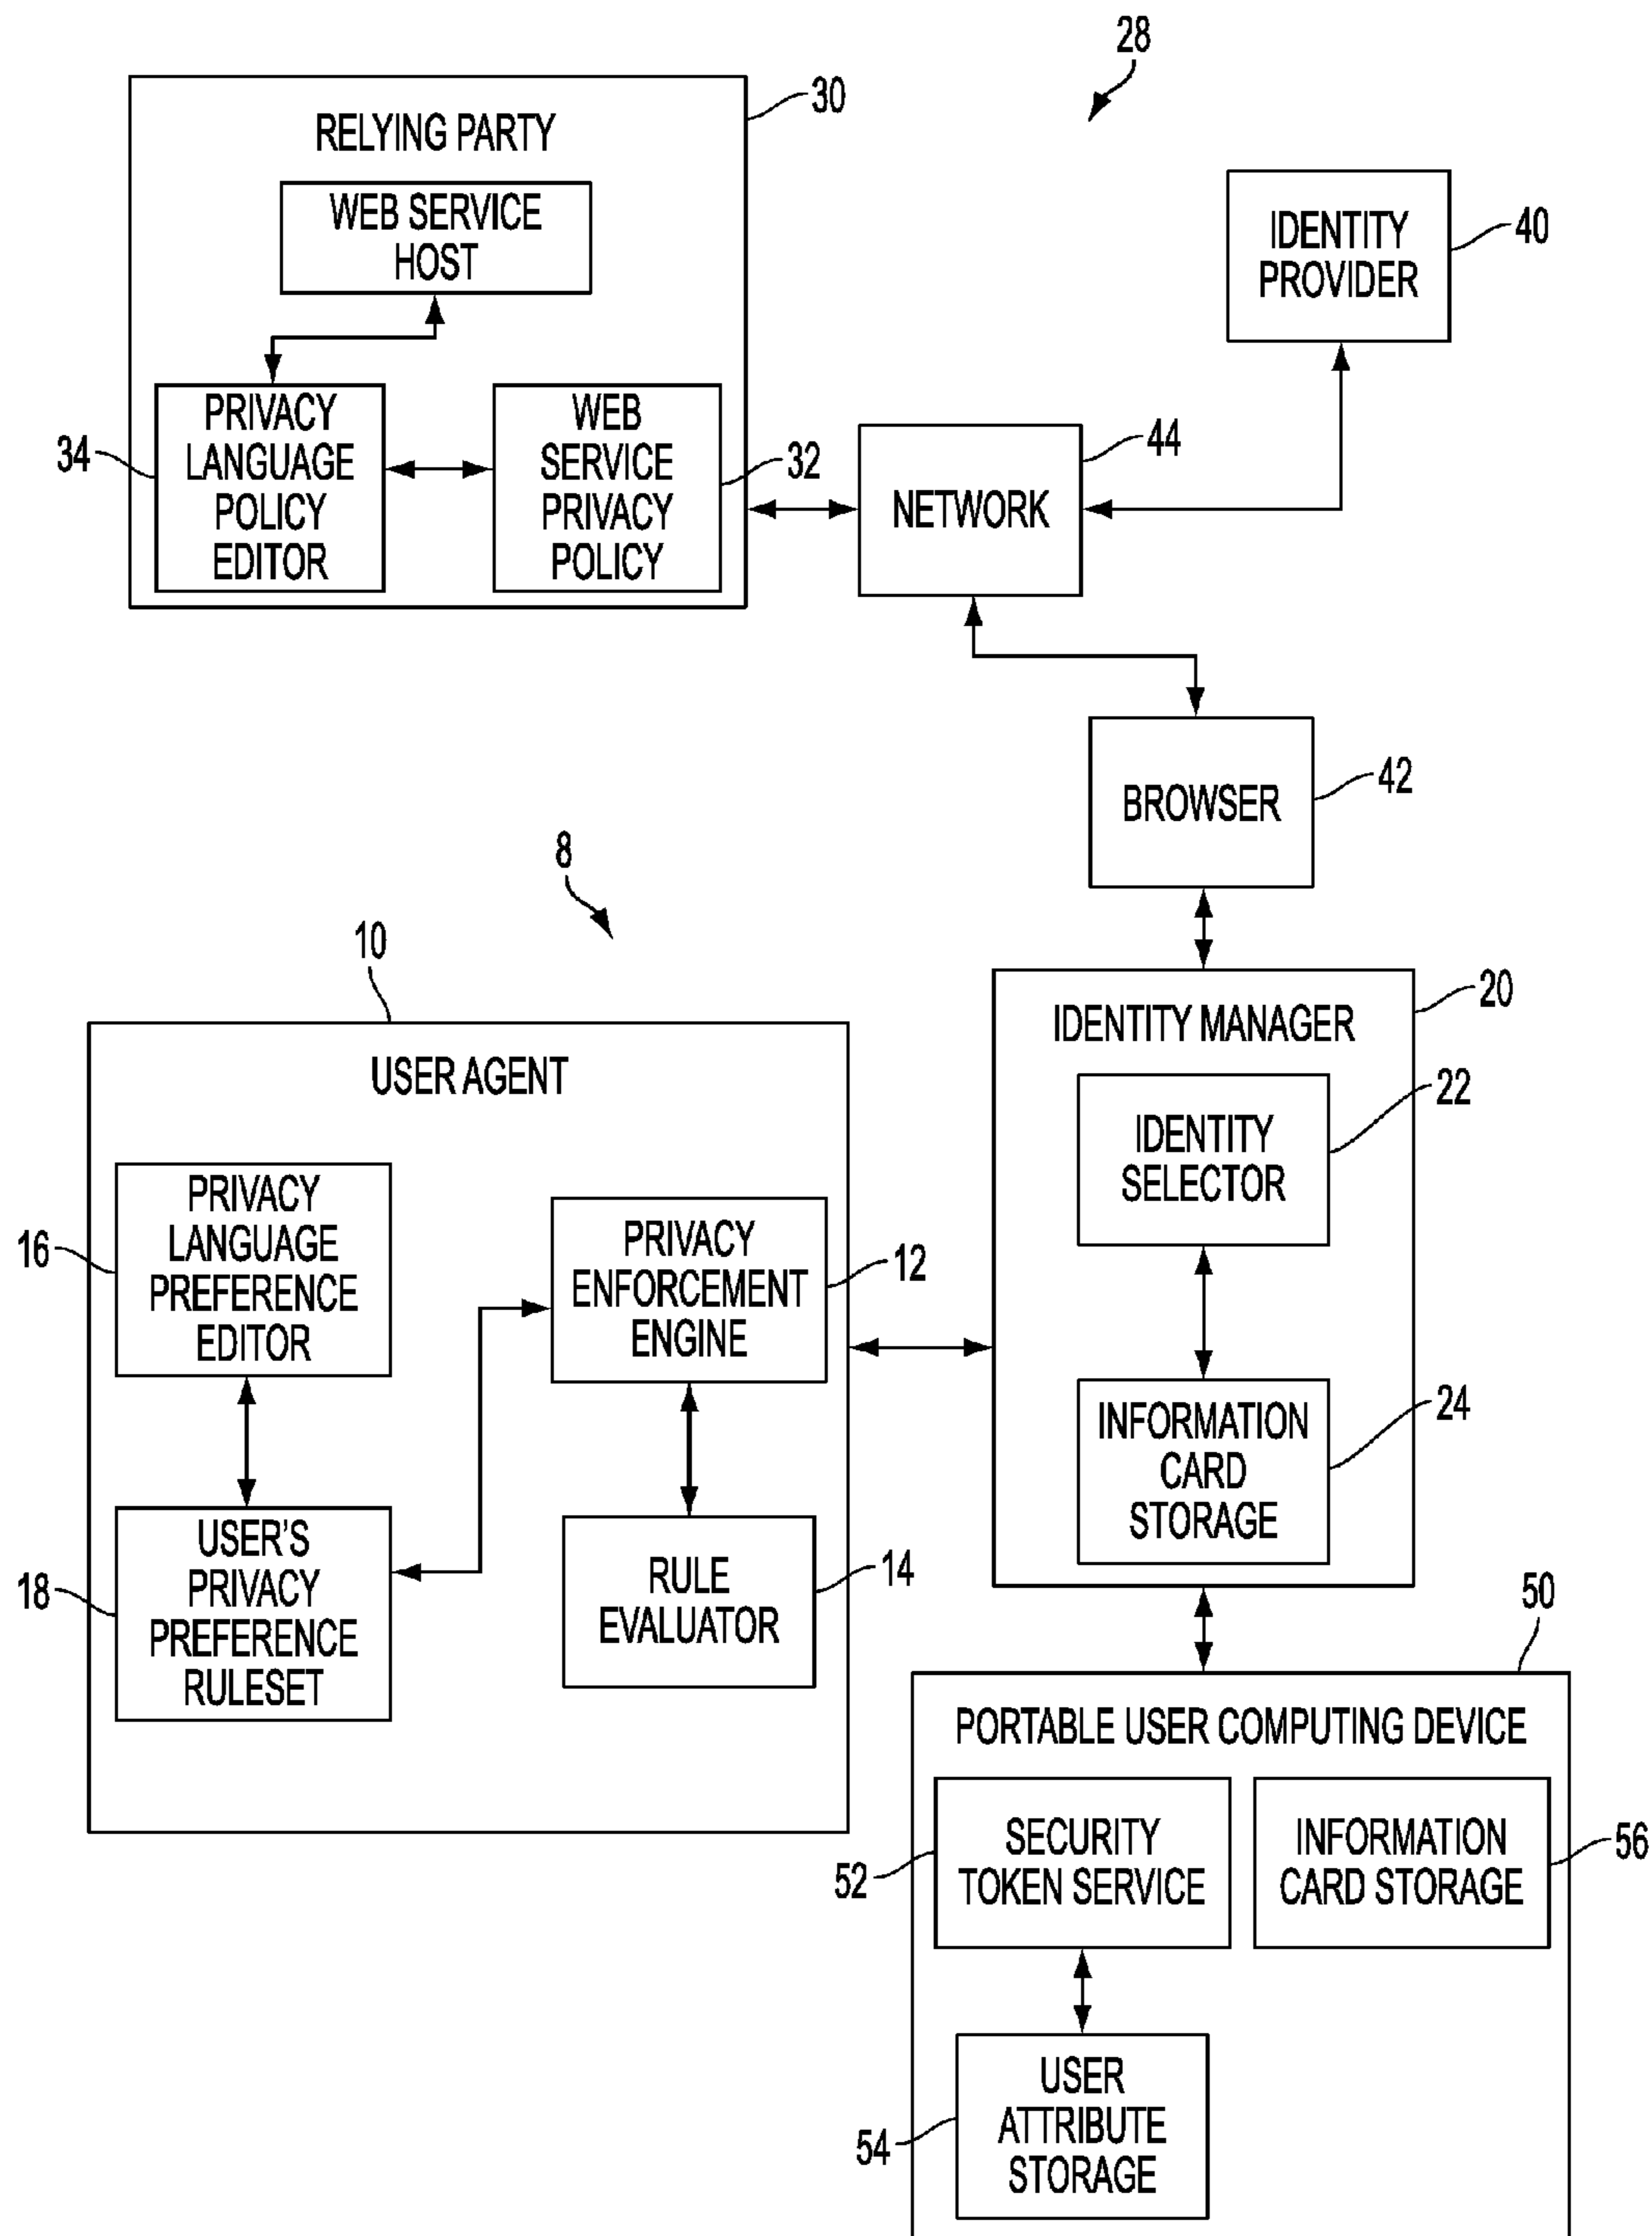 28
30
RELYING PARTY
WEB SERVICE
HOST
IDENTITY
PROVIDER
40
34
PRIVACY
LANGUAGE
POLICY
EDITOR
WEB
SERVICE
PRIVACY
POLICY
32
44
NETWORK
BROWSER
42
8
10
USER AGENT
16
PRIVACY
LANGUAGE
PREFERENCE
EDITOR
PRIVACY
ENFORCEMENT
ENGINE
12
18
USER'S
PRIVACY
PREFERENCE
RULESET
RULE
EVALUATOR
14
20
IDENTITY MANAGER
22
IDENTITY
SELECTOR
INFORMATION
CARD
STORAGE
24
50
PORTABLE USER COMPUTING DEVICE
52
SECURITY
TOKEN SERVICE
INFORMATION
CARD STORAGE
56
54
USER
ATTRIBUTE
STORAGE